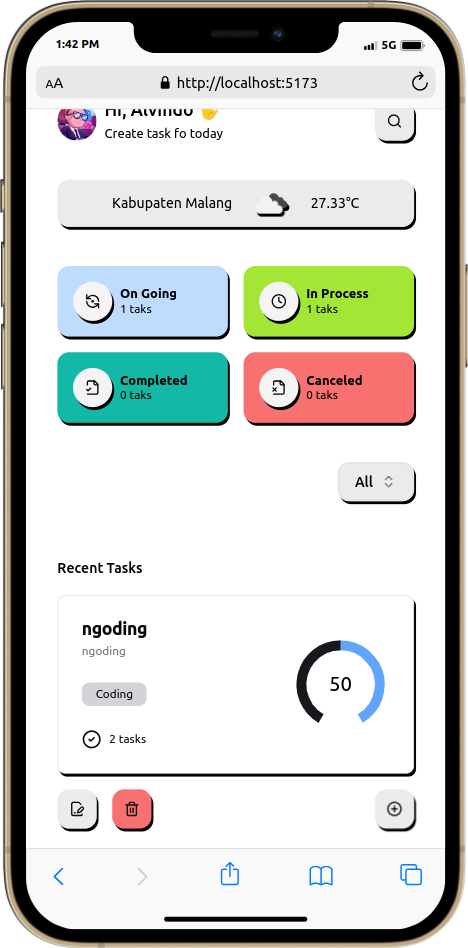 1:42 PM
5G
AA
http://localhost:5173
Hi, Alvindo 👋
Create task fo today
Kabupaten Malang
27.33°C
On Going
1 taks
In Process
1 taks
Completed
0 taks
Canceled
0 taks
All
Recent Tasks
ngoding
ngoding
Coding
50
2 tasks